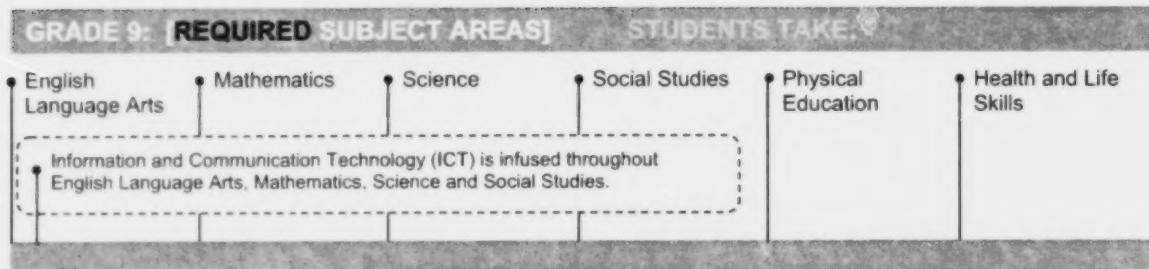 GRADE 9: [REQUIRED SUBJECT AREAS] STUDENTS TAKE:
English
Language Arts
Mathematics
Science
Social Studies
Physical
Education
Health and Life
Skills
Information and Communication Technology (ICT) is infused throughout
English Language Arts, Mathematics, Science and Social Studies.